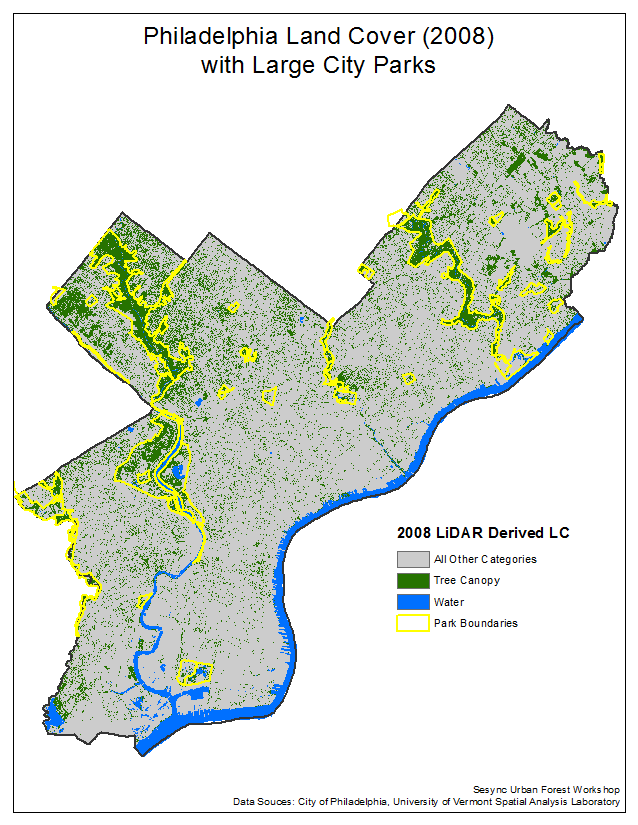 Philadelphia Land Cover (2008)
with Large City Parks
2008 LiDAR Derived LC
All Other Categories
Tree Canopy
Water
Park Boundaries
Sesync Urban Forest Workshop
Data Souces: City of Philadelphia, University of Vermont Spatial Analysis Laboratory